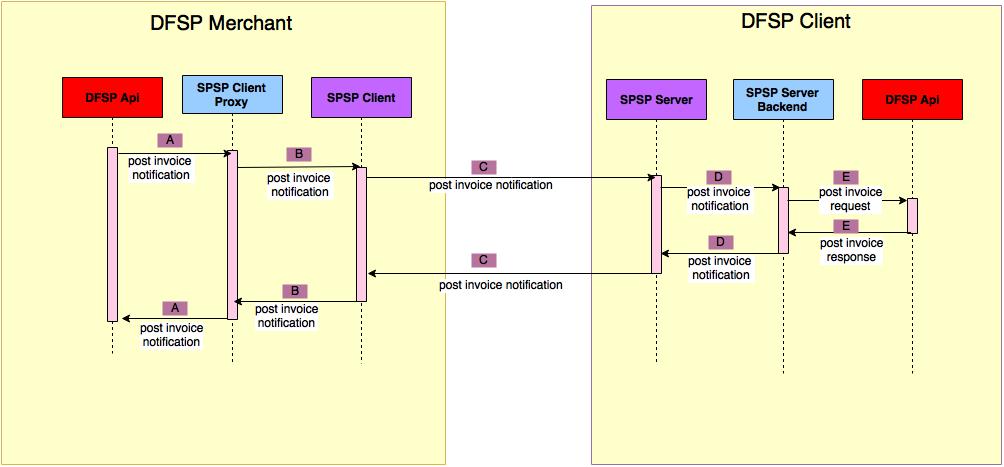 DFSP Merchant
DFSP Client
DFSP Api
SPSP Client
Proxy
SPSP Client
SPSP Server
SPSP Server
Backend
DFSP Api
A
post invoice
notification
B
post invoice
notification
C
post invoice notification
D
post invoice
notification
E
post invoice
request
E
post invoice
response
D
post invoice
notification
C
post invoice notification
B
post invoice
notification
A
post invoice
notification